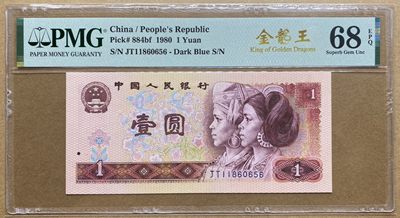 PMG
PAPER MONEY GUARANTY
China / People's Republic
Pick# 884bf 1980 1 Yuan
S/N JT11860656 - Dark Blue S/N
金龍王
King of Golden Dragons
68
EPQ
Superb Gem Unc
中国人民银行
1
壹圆
1
JT11860656
1